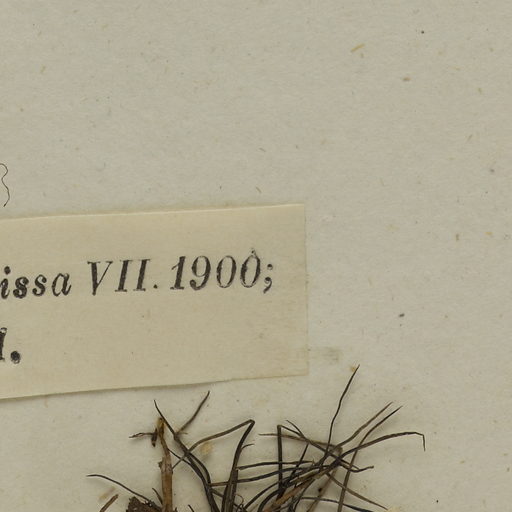 issa VII. 1900;
l.